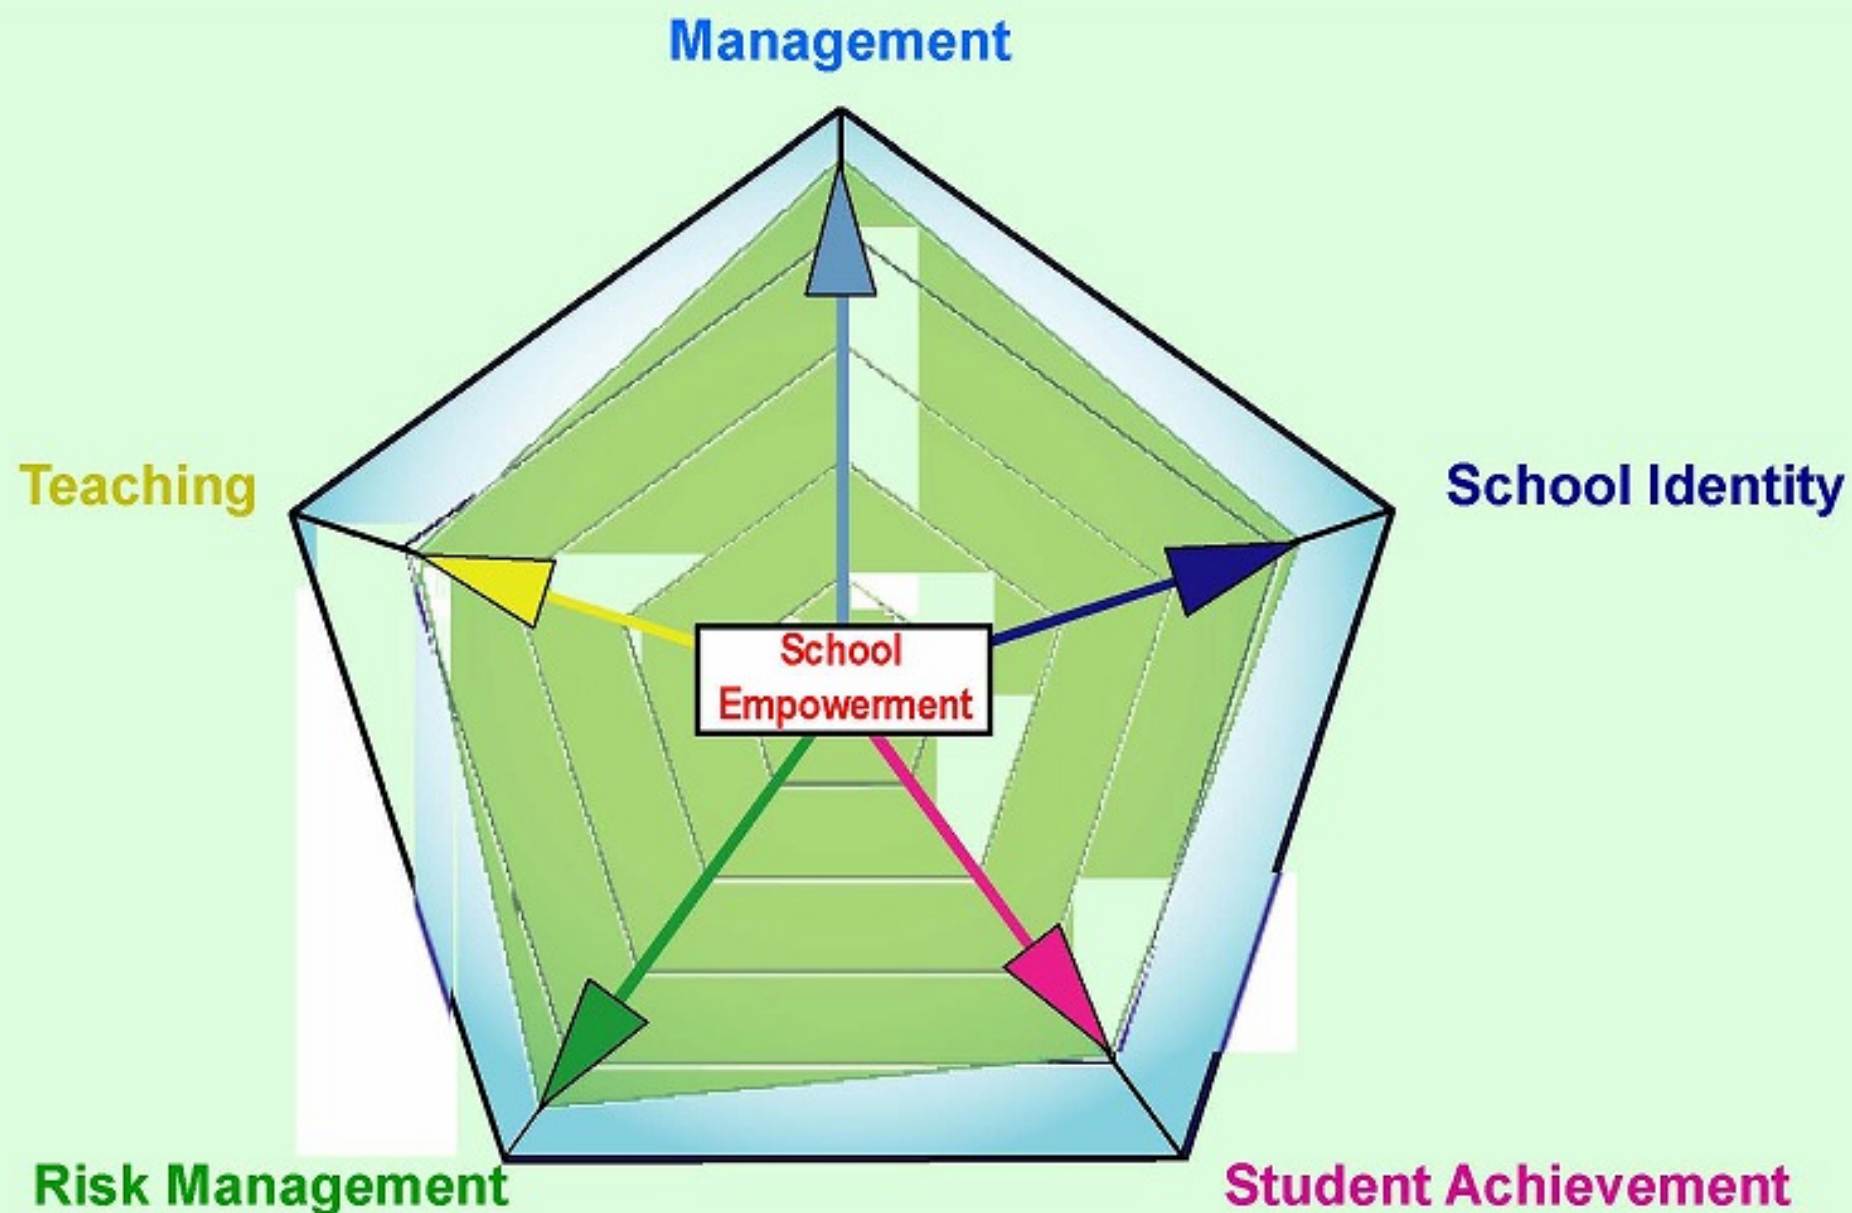 Management
Teaching
School Identity
School
Empowerment
Risk Management
Student Achievement